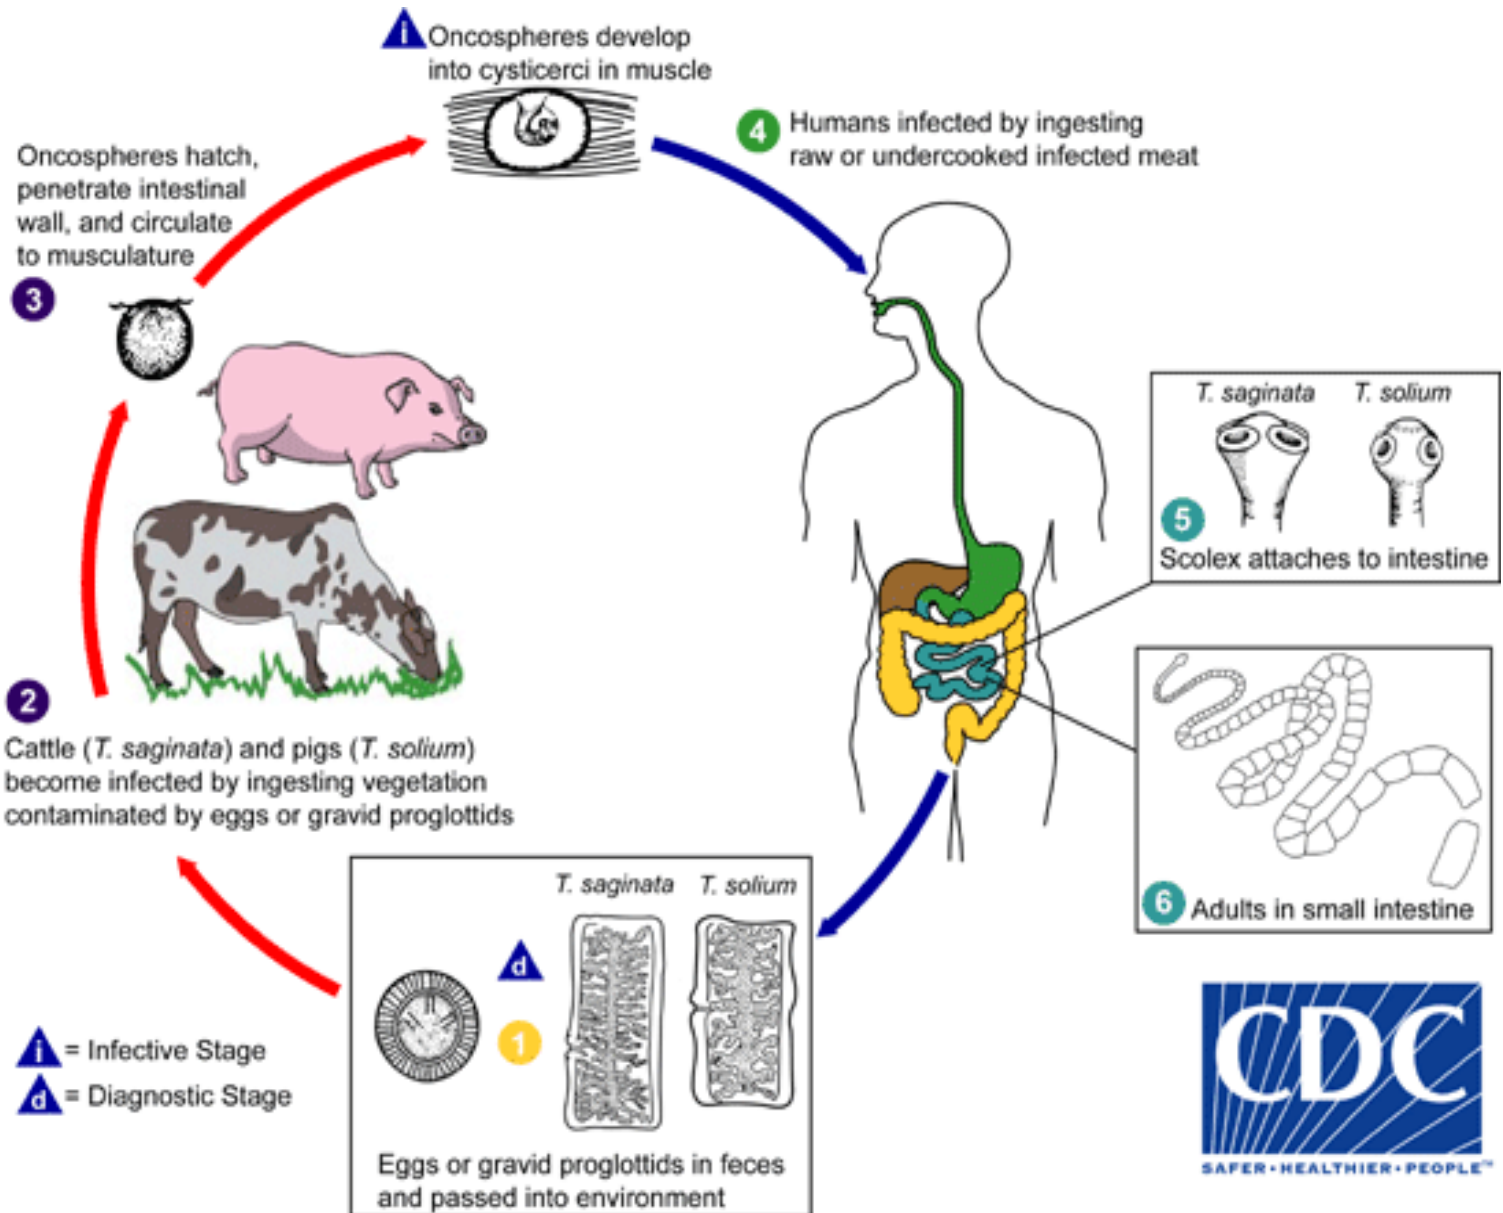 i
Oncospheres develop
into cysticerci in muscle
4
Humans infected by ingesting
raw or undercooked infected meat
Oncospheres hatch,
penetrate intestinal
wall, and circulate
to musculature
3
T. saginata T. solium
5
Scolex attaches to intestine
2
Cattle (T. saginata) and pigs (T. solium)
become infected by ingesting vegetation
contaminated by eggs or gravid proglottids
6 Adults in small intestine
T. saginata T. solium
d
1
Eggs or gravid proglottids in feces
and passed into environment
i = Infective Stage
d = Diagnostic Stage
CDC
SAFER • HEALTHIER • PEOPLE™